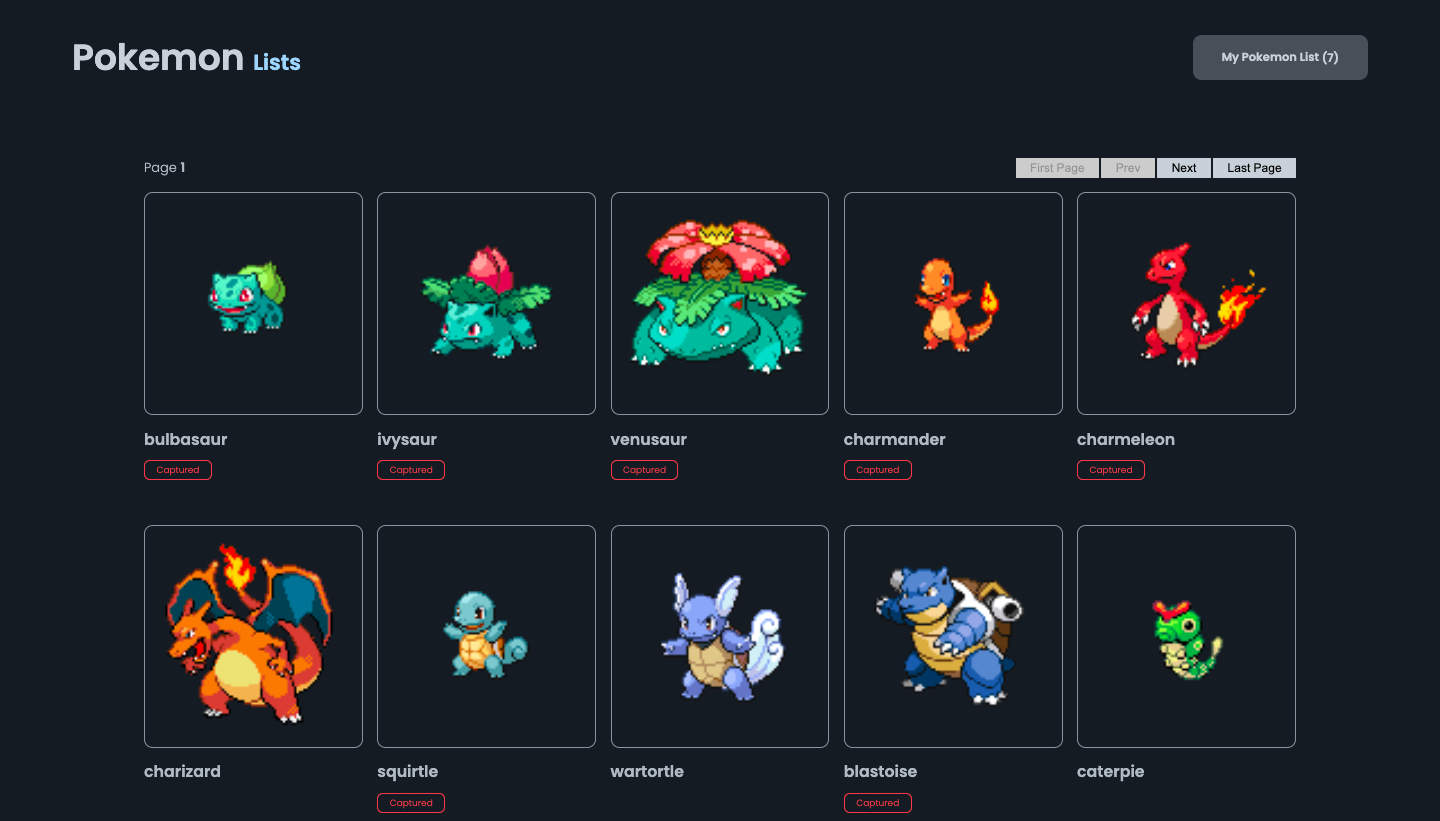 Pokemon Lists
My Pokemon List (7)
Page 1
First Page Prev Next Last Page
bulbasaur ivysaur venusaur charmander charmeleon
Captured Captured Captured Captured Captured
charizard squirtle wartortle blastoise caterpie
Captured Captured